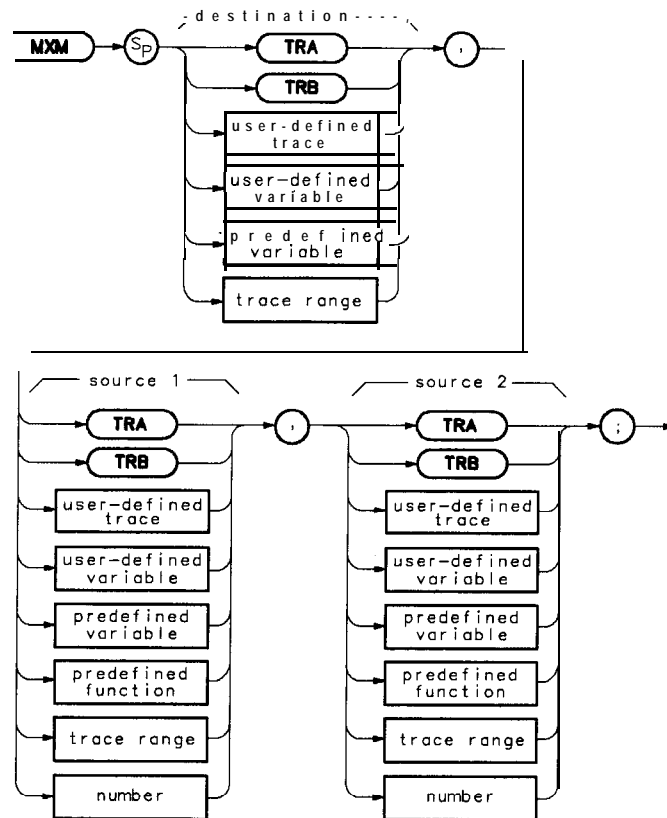 destination
MXM
SP
TRA
,
TRB
user-defined
trace
user-defined
variable
predefined
variable
trace range
source 1
TRA
,
TRB
user-defined
trace
user-defined
variable
predefined
variable
predefined
function
trace range
number
source 2
TRA
;
TRB
user-defined
trace
user-defined
variable
predefined
variable
predefined
function
trace range
number